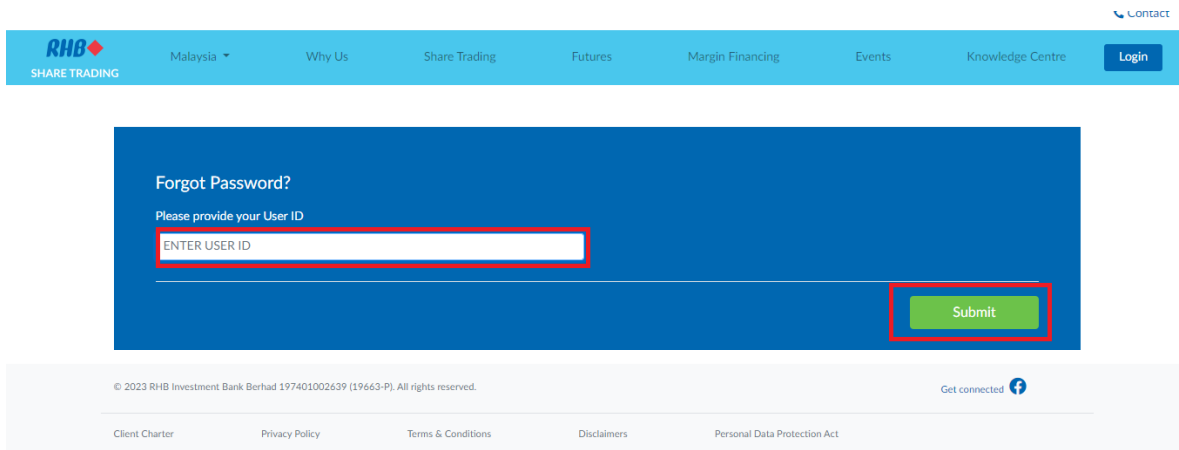 Contact
RHB
SHARE TRADING
Malaysia
Why Us
Share Trading
Futures
Margin Financing
Events
Knowledge Centre
Login
Forgot Password?
Please provide your User ID
ENTER USER ID
Submit
© 2023 RHB Investment Bank Berhad 197401002639 (19663-P). All rights reserved.
Get connected
Client Charter
Privacy Policy
Terms & Conditions
Disclaimers
Personal Data Protection Act